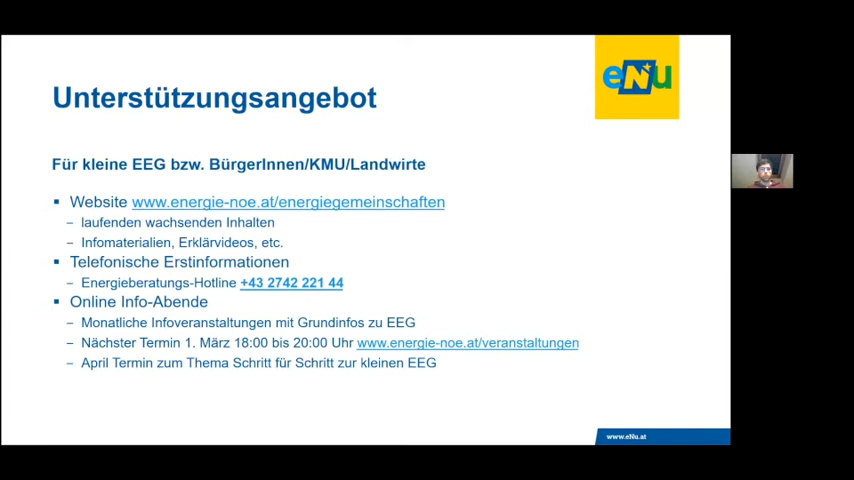 eNu
Unterstützungsangebot
Für kleine EEG bzw. BürgerInnen/KMU/Landwirte
▪ Website www.energie-noe.at/energiegemeinschaften
– laufenden wachsenden Inhalten
– Infomaterialien, Erklärvideos, etc.
▪ Telefonische Erstinformationen
– Energieberatungs-Hotline +43 2742 221 44
▪ Online Info-Abende
– Monatliche Infoveranstaltungen mit Grundinfos zu EEG
– Nächster Termin 1. März 18:00 bis 20:00 Uhr www.energie-noe.at/veranstaltungen
– April Termin zum Thema Schritt für Schritt zur kleinen EEG
www.eNu.at